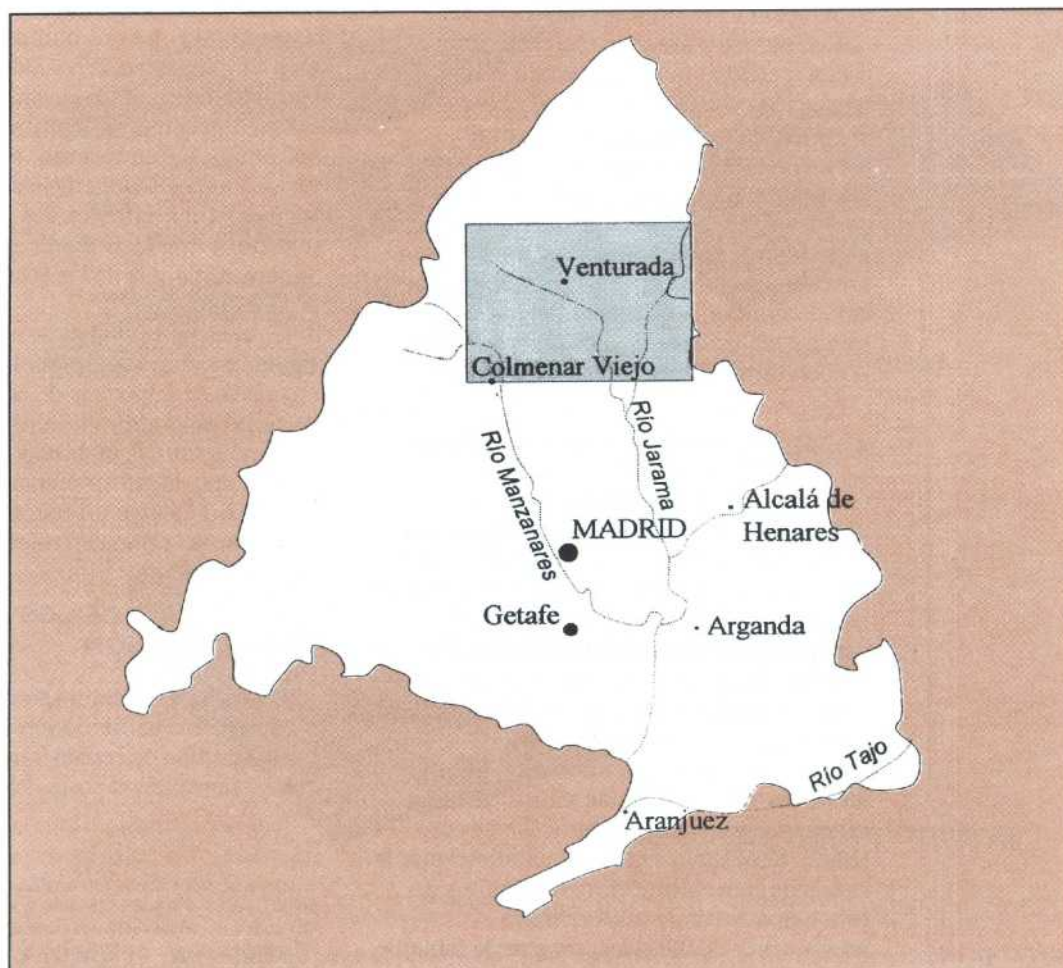 Venturada
Colmenar Viejo
Río Manzanares
Río Jarama
Alcalá de
Henares
MADRID
Getafe
Arganda
Río Tajo
Aranjuez